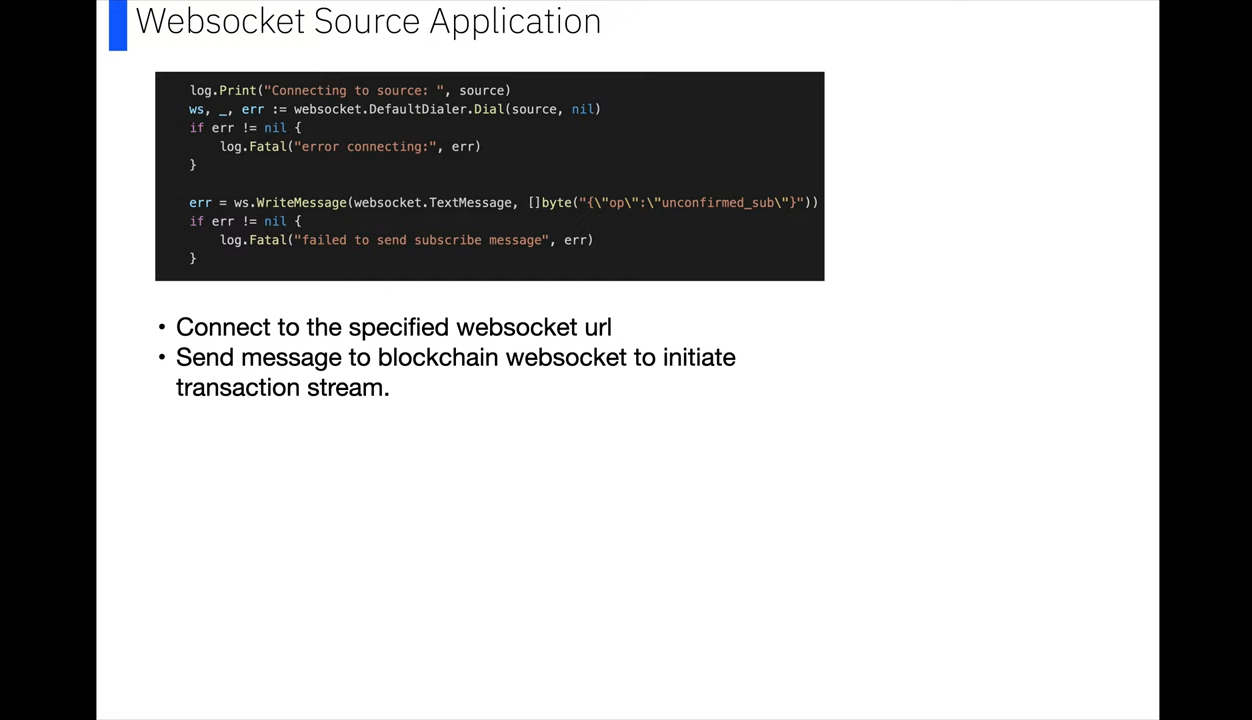 Websocket Source Application
log.Print("Connecting to source: ", source)
ws, _, err := websocket.DefaultDialer.Dial(source, nil)
if err != nil {
log.Fatal("error connecting:", err)
}
err = ws.WriteMessage(websocket.TextMessage, []byte("{\"op\":\"unconfirmed_sub\"}"))
if err != nil {
log.Fatal("failed to send subscribe message", err)
}
• Connect to the specified websocket url
• Send message to blockchain websocket to initiate
transaction stream.